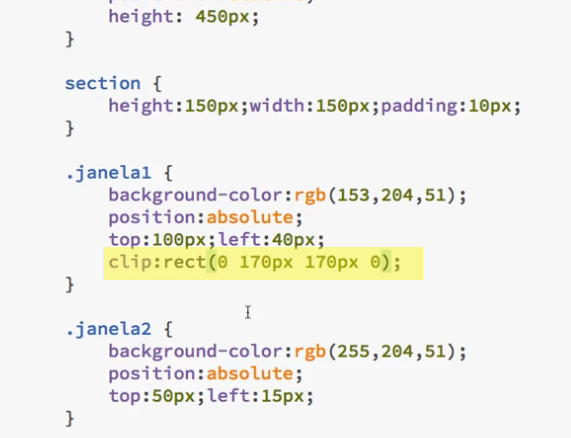 height: 450px;
}
section {
height:150px;width:150px;padding:10px;
}
.janela1 {
background-color:rgb(153,204,51);
position:absolute;
top:100px;left:40px;
clip:rect(0 170px 170px 0);
}
.janela2 {
background-color:rgb(255,204,51);
position:absolute;
top:50px;left:15px;
}